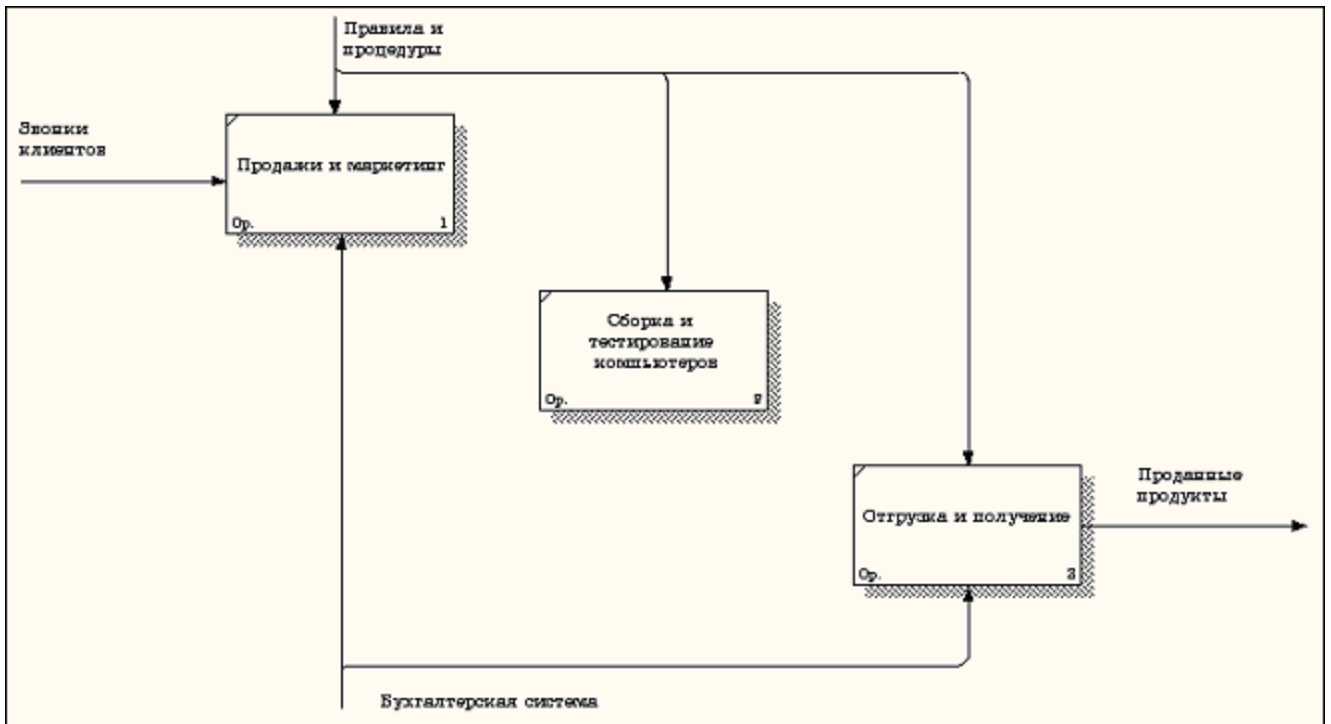 Правила и
процедуры
Звонки
клиентов
Продажи и маркетинг
0р. 1
Сборка и
тестирование
компьютеров
0р. 2
Проданные
продукты
Отгрузка и получение
0р. 3
Бухгалтерская система